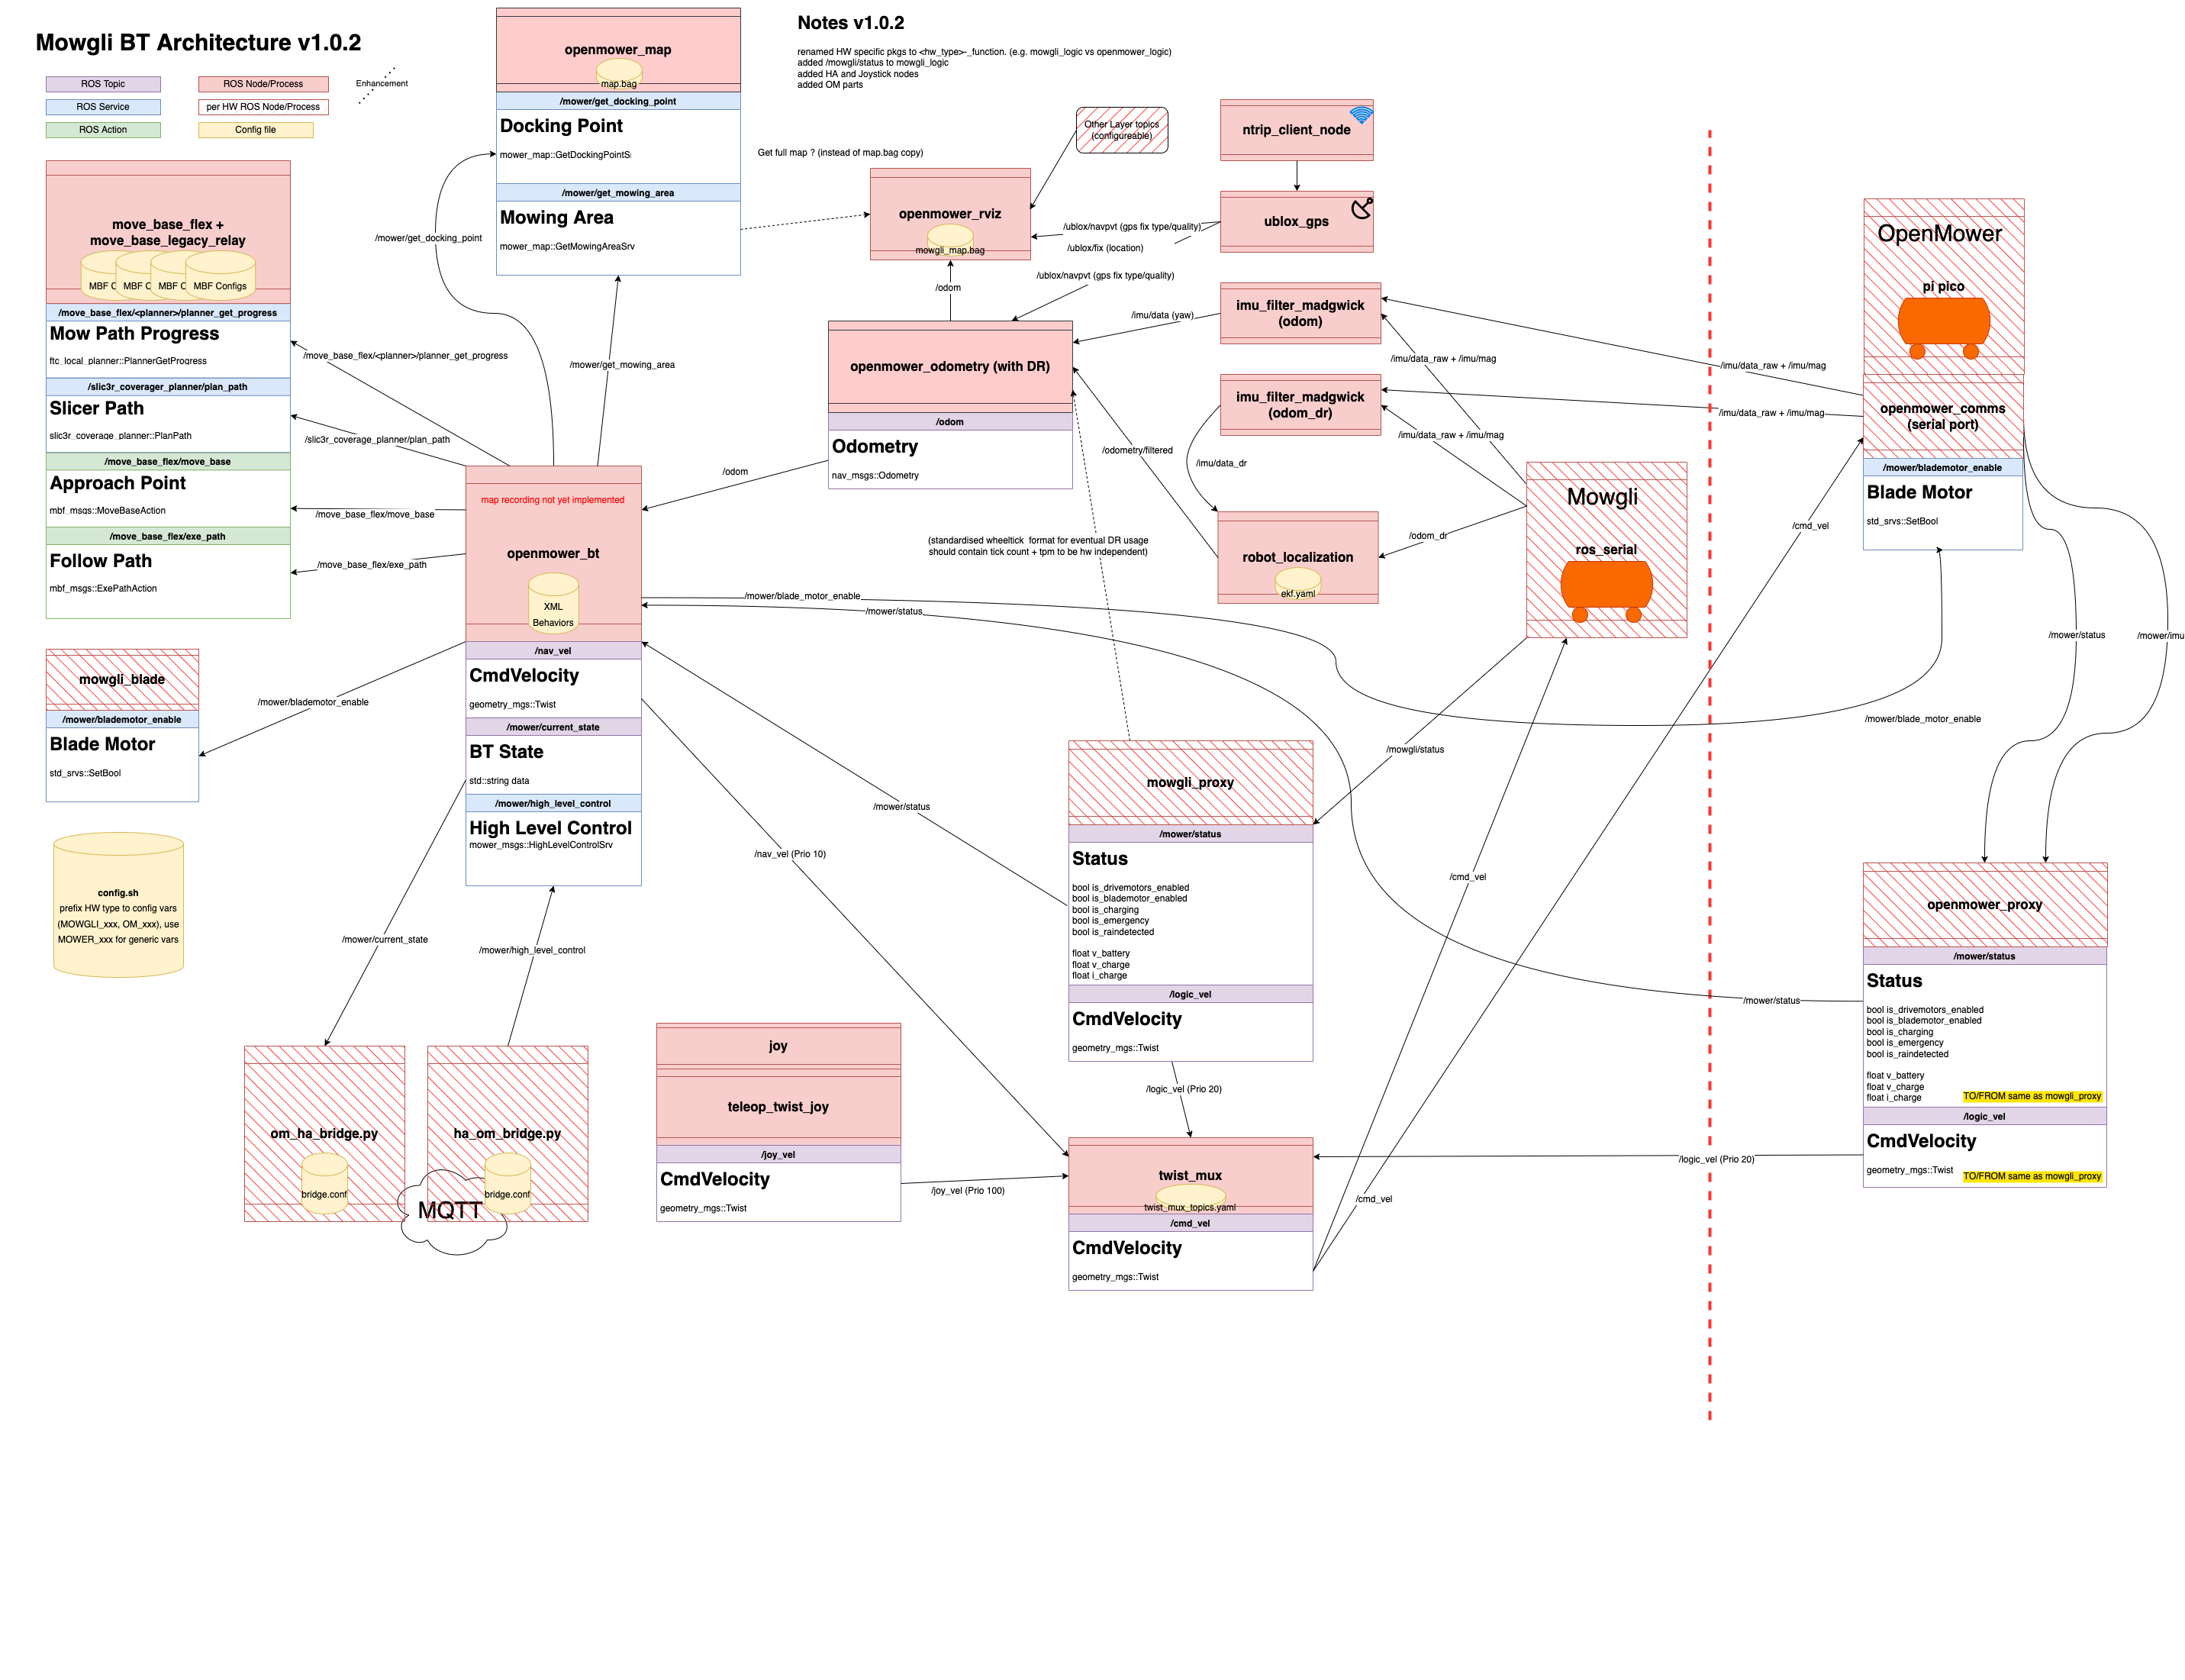 Mowgli BT Architecture v1.0.2
ROS Topic
ROS Node/Process
Enhancement
ROS Service
per HW ROS Node/Process
ROS Action
Config file
Notes v1.0.2
renamed HW specific pkgs to <hw_type>-_function. (e.g. mowgli_logic vs openmower_logic)
added /mowgli/status to mowgli_logic
added HA and Joystick nodes
added OM parts
openmower_map
map.bag
/mower/get_docking_point
Docking Point
mower_map::GetDockingPointS
/mower/get_mowing_area
Mowing Area
mower_map::GetMowingAreaSrv
Get full map ? (instead of map.bag copy)
Other Layer topics
(configureable)
ntrip_client_node
ublox_gps
openmower_rviz
mowgli_map.bag
/ublox/navpvt (gps fix type/quality)
/ublox/fix (location)
/ublox/navpvt (gps fix type/quality)
/odom
move_base_flex +
move_base_legacy_relay
MBF C
MBF C
MBF C
MBF Configs
/move_base_flex/<planner>/planner_get_progress
Mow Path Progress
ftc_local_planner::PlannerGetProgress
/slic3r_coverager_planner/plan_path
Slicer Path
slic3r_coverage_planner::PlanPath
/move_base_flex/move_base
Approach Point
mbf_msgs::MoveBaseAction
/move_base_flex/exe_path
Follow Path
mbf_msgs::ExePathAction
/mower/get_docking_point
/move_base_flex/<planner>/planner_get_progress
/mower/get_mowing_area
/slic3r_coverage_planner/plan_path
/move_base_flex/move_base
/move_base_flex/exe_path
map recording not yet implemented
openmower_bt
XML
Behaviors
/nav_vel
CmdVelocity
geometry_mgs::Twist
/mower/current_state
BT State
std::string data
/mower/high_level_control
High Level Control
mower_msgs::HighLevelControlSrv
openmower_odometry (with DR)
/odom
Odometry
nav_msgs::Odometry
/odom
/imu/data (yaw)
imu_filter_madgwick
(odom)
imu_filter_madgwick
(odom_dr)
/imu/data_raw + /imu/mag
/imu/data_raw + /imu/mag
/imu/data_raw + /imu/mag
/imu/data_raw + /imu/mag
/odometry/filtered
/imu/data_dr
/odom_dr
robot_localization
ekf.yaml
(standardised wheeltick  format for eventual DR usage
should contain tick count + tpm to be hw independent)
Mowgli
ros_serial
OpenMower
pi pico
openmower_comms
(serial port)
/mower/blademotor_enable
Blade Motor
std_srvs::SetBool
/cmd_vel
/mower/status
/mower/imu
/mower/blade_motor_enable
/mower/status
/mower/blade_motor_enable
mowgli_blade
/mower/blademotor_enable
Blade Motor
std_srvs::SetBool
/mower/blademotor_enable
config.sh
prefix HW type to config vars
(MOWGLI_xxx, OM_xxx), use
MOWER_xxx for generic vars
/mower/current_state
/mower/high_level_control
om_ha_bridge.py
bridge.conf
ha_om_bridge.py
bridge.conf
MQTT
/mowgli/status
/mower/status
/nav_vel (Prio 10)
mowgli_proxy
/mower/status
Status
bool is_drivemotors_enabled
bool is_blademotor_enabled
bool is_charging
bool is_emergency
bool is_raindetected
float v_battery
float v_charge
float i_charge
/logic_vel
CmdVelocity
geometry_mgs::Twist
/logic_vel (Prio 20)
/cmd_vel
/cmd_vel
joy
teleop_twist_joy
/joy_vel
CmdVelocity
geometry_mgs::Twist
/joy_vel (Prio 100)
twist_mux
twist_mux_topics.yaml
/cmd_vel
CmdVelocity
geometry_mgs::Twist
/mower/status
/logic_vel (Prio 20)
openmower_proxy
/mower/status
Status
bool is_drivemotors_enabled
bool is_blademotor_enabled
bool is_charging
bool is_emergency
bool is_raindetected
float v_battery
float v_charge
float i_charge
TO/FROM same as mowgli_proxy
/logic_vel
CmdVelocity
geometry_mgs::Twist
TO/FROM same as mowgli_proxy